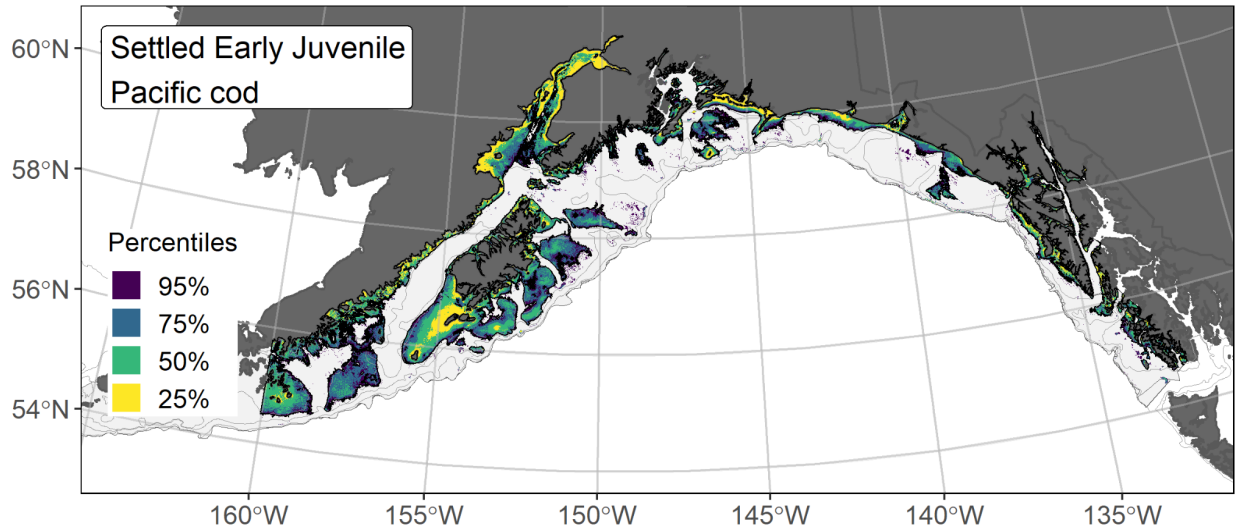 Settled Early Juvenile
Pacific cod
60°N
58°N
56°N
54°N
Percentiles
95%
75%
50%
25%
160°W
155°W
150°W
145°W
140°W
135°W